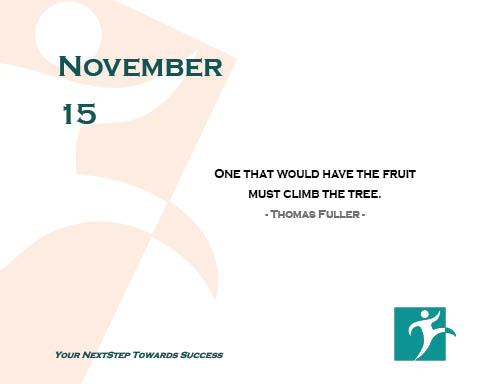 November
15
One that would have the fruit
must climb the tree.
- Thomas Fuller -
Your NextStep Towards Success